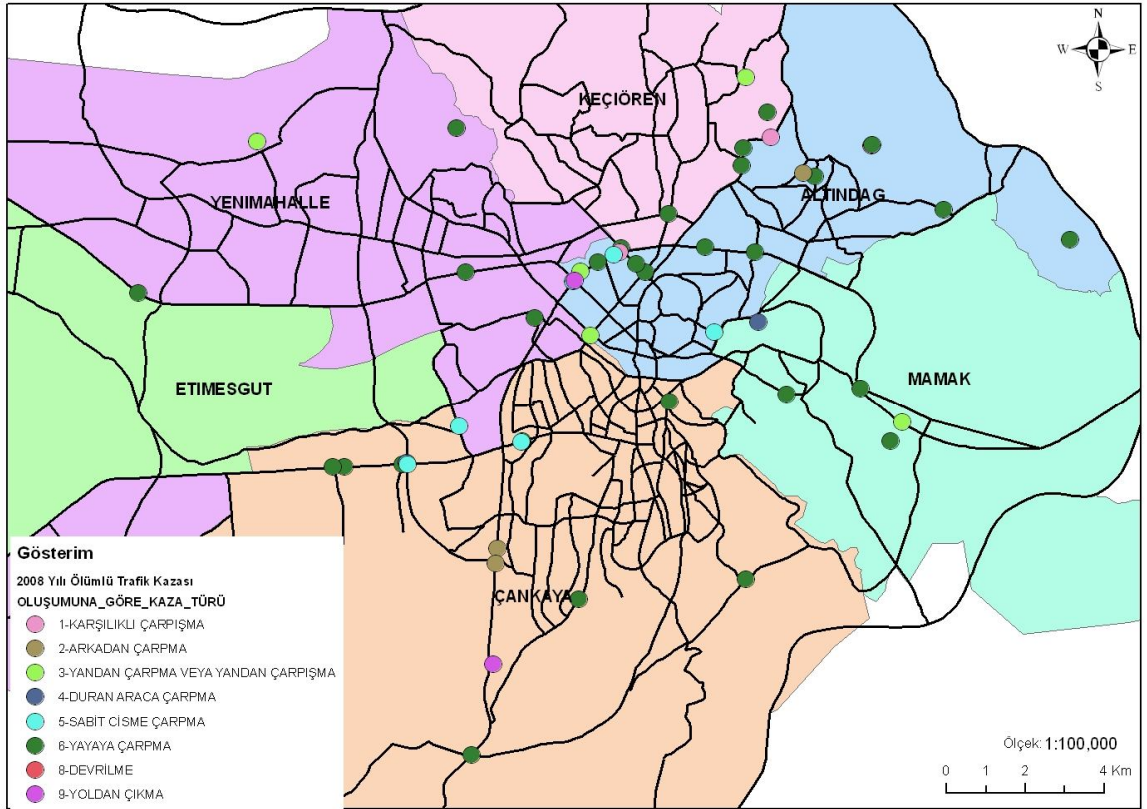 N
W E
S
KEÇIÖREN
YENIMAHALLE
ALTINDAG
ETIMESGUT
MAMAK
ÇANKAYA
Gösterim
2008 Yılı Ölümlü Trafik Kazası
OLUŞUMUNA_GÖRE_KAZA_TÜRÜ
1-KARŞILIKLI ÇARPIŞMA
2-ARKADAN ÇARPMA
3-YANDAN ÇARPMA VEYA YANDAN ÇARPIŞMA
4-DURAN ARACA ÇARPMA
5-SABİT CİSME ÇARPMA
6-YAYAYA ÇARPMA
8-DEVRİLME
9-YOLDAN ÇIKMA
Ölçek: 1:100,000
0 1 2 4 Km